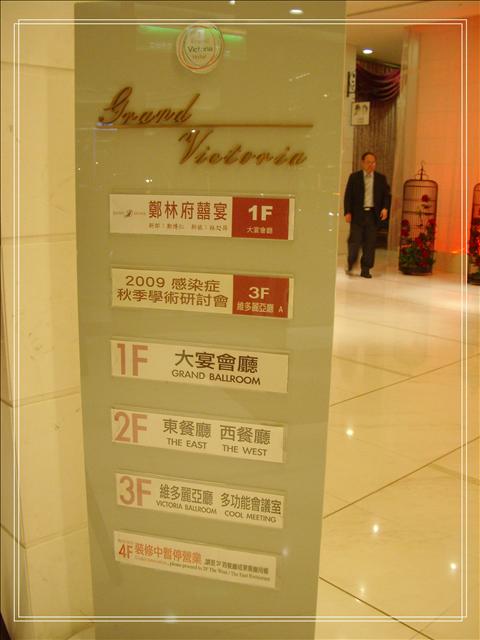 Victoria
Grand
Victoria
鄭林府囍宴
1F
大宴會廳
2009 感染症
秋季學術研討會
3F
維多麗亞廳 A
1F
大宴會廳
GRAND BALLROOM
2F
東餐廳 西餐廳
THE EAST THE WEST
3F
維多麗亞廳 多功能會議室
VICTORIA BALLROOM COOL MEETING
4F 裝修中暫停營業